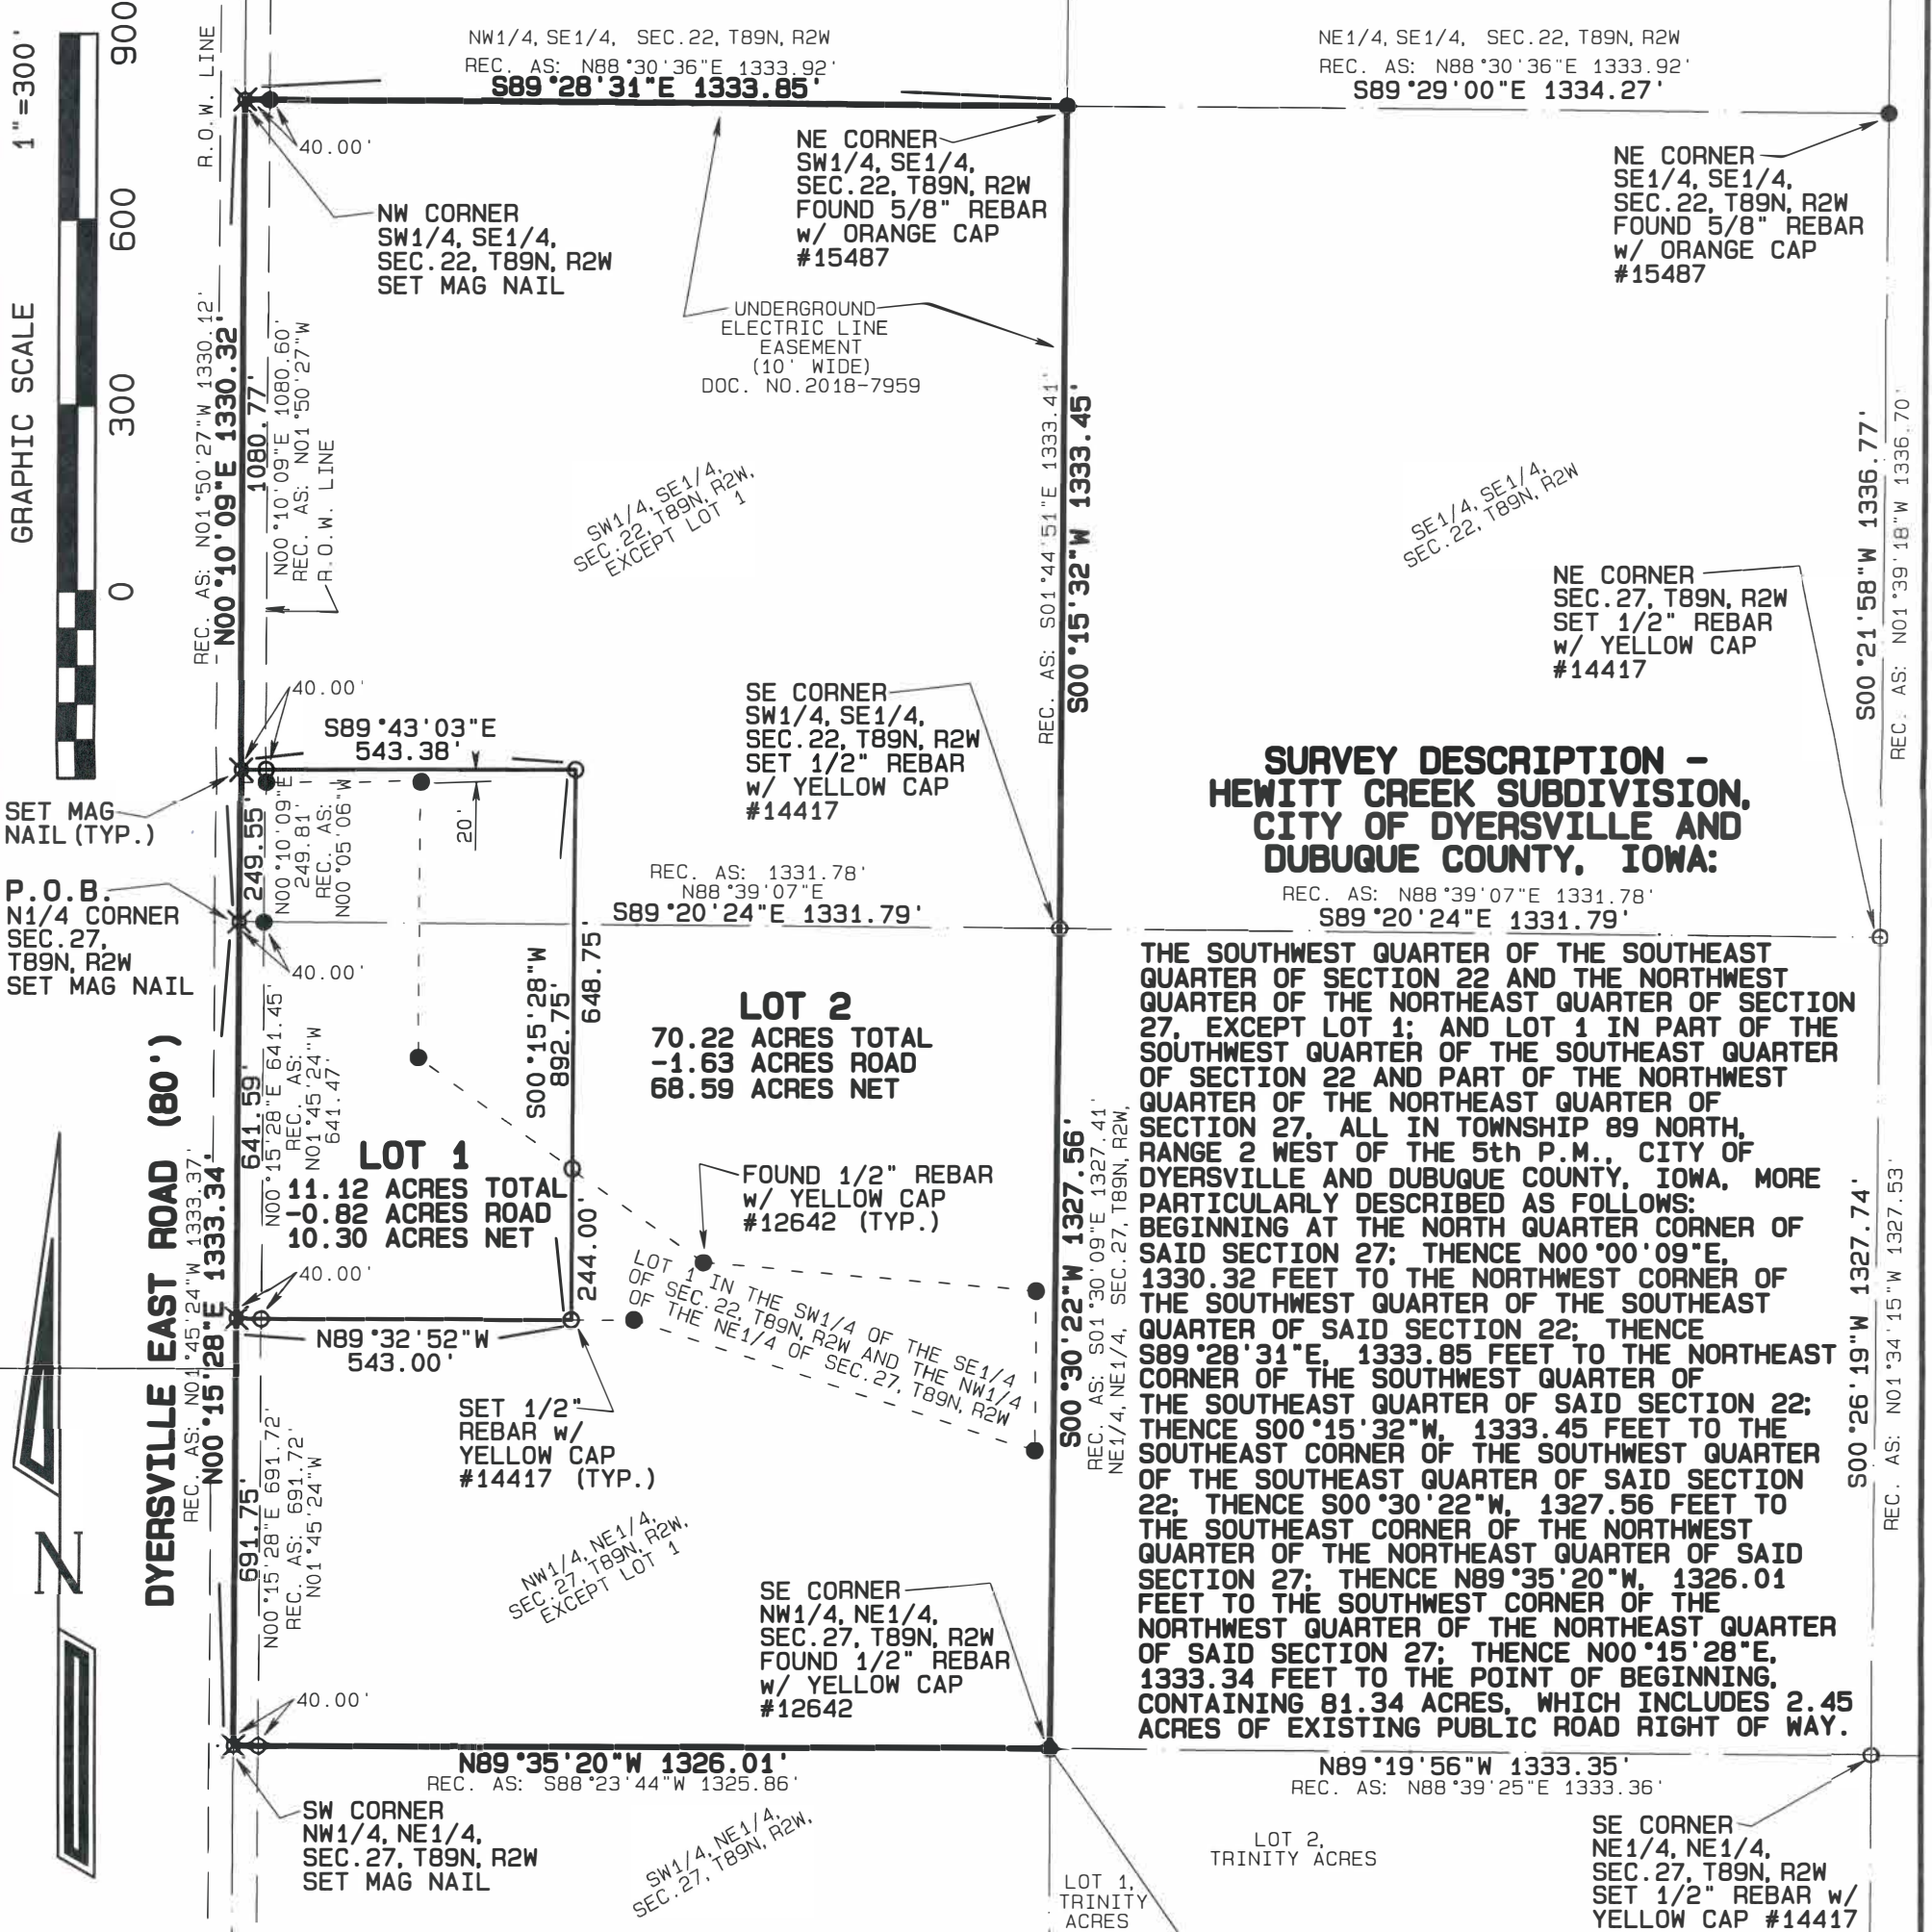 GRAPHIC SCALE
1"=300'
900
600
300
0
R.O.W. LINE
NW1/4, SE1/4, SEC.22, T89N, R2W
REC. AS: N88°30'36"E 1333.92'
S89°28'31"E 1333.85'
NE1/4, SE1/4, SEC.22, T89N, R2W
REC. AS: N88°30'36"E 1333.92'
S89°29'00"E 1334.27'
40.00'
NW CORNER
SW1/4, SE1/4,
SEC.22, T89N, R2W
SET MAG NAIL
NE CORNER
SW1/4, SE1/4,
SEC.22, T89N, R2W
FOUND 5/8" REBAR
w/ ORANGE CAP
#15487
NE CORNER
SE1/4, SE1/4,
SEC.22, T89N, R2W
FOUND 5/8" REBAR
w/ ORANGE CAP
#15487
UNDERGROUND
ELECTRIC LINE
EASEMENT
(10' WIDE)
DOC. NO.2018-7959
REC. AS: N01°50'27"W 1330.12'
N00°10'09"E 1330.32'
1080.77'
N00°10'09"E 1080.60'
REC. AS: N01°50'27"W
R.O.W. LINE
SW1/4, SE1/4,
SEC.22, T89N, R2W,
EXCEPT LOT 1
REC. AS: S01°44'51"E 1333.41'
S00°15'32"W 1333.45'
SE1/4, SE1/4,
SEC.22, T89N, R2W
S00°21'58"W 1336.77'
REC. AS: N01°39'18"W 1336.70'
NE CORNER
SEC.27, T89N, R2W
SET 1/2" REBAR
w/ YELLOW CAP
#14417
SE CORNER
SW1/4, SE1/4,
SEC.22, T89N, R2W
SET 1/2" REBAR
w/ YELLOW CAP
#14417
40.00'
S89°43'03"E
543.38'
20'
SET MAG
NAIL (TYP.)
249.55'
N00°10'09"E
249.81'
REC. AS:
N00°05'06"W
P.O.B.
N1/4 CORNER
SEC.27,
T89N, R2W
SET MAG NAIL
REC. AS: 1331.78'
N88°39'07"E
S89°20'24"E 1331.79'
40.00'
SURVEY DESCRIPTION -
HEWITT CREEK SUBDIVISION,
CITY OF DYERSVILLE AND
DUBUQUE COUNTY, IOWA:
REC. AS: N88°39'07"E 1331.78'
S89°20'24"E 1331.79'
THE SOUTHWEST QUARTER OF THE SOUTHEAST
QUARTER OF SECTION 22 AND THE NORTHWEST
QUARTER OF THE NORTHEAST QUARTER OF SECTION
27, EXCEPT LOT 1; AND LOT 1 IN PART OF THE
SOUTHWEST QUARTER OF THE SOUTHEAST QUARTER
OF SECTION 22 AND PART OF THE NORTHWEST
QUARTER OF THE NORTHEAST QUARTER OF
SECTION 27, ALL IN TOWNSHIP 89 NORTH,
RANGE 2 WEST OF THE 5th P.M., CITY OF
DYERSVILLE AND DUBUQUE COUNTY, IOWA, MORE
PARTICULARLY DESCRIBED AS FOLLOWS:
BEGINNING AT THE NORTH QUARTER CORNER OF
SAID SECTION 27; THENCE N00°00'09"E,
1330.32 FEET TO THE NORTHWEST CORNER OF
THE SOUTHWEST QUARTER OF THE SOUTHEAST
QUARTER OF SAID SECTION 22; THENCE
S89°28'31"E, 1333.85 FEET TO THE NORTHEAST
CORNER OF THE SOUTHWEST QUARTER OF
THE SOUTHEAST QUARTER OF SAID SECTION 22;
THENCE S00°15'32"W, 1333.45 FEET TO THE
SOUTHEAST CORNER OF THE SOUTHWEST QUARTER
OF THE SOUTHEAST QUARTER OF SAID SECTION
22; THENCE S00°30'22"W, 1327.56 FEET TO
THE SOUTHEAST CORNER OF THE NORTHWEST
QUARTER OF THE NORTHEAST QUARTER OF SAID
SECTION 27; THENCE N89°35'20"W, 1326.01
FEET TO THE SOUTHWEST CORNER OF THE
NORTHWEST QUARTER OF THE NORTHEAST QUARTER
OF SAID SECTION 27; THENCE N00°15'28"E,
1333.34 FEET TO THE POINT OF BEGINNING,
CONTAINING 81.34 ACRES, WHICH INCLUDES 2.45
ACRES OF EXISTING PUBLIC ROAD RIGHT OF WAY.
S00°15'28"W
892.75'
648.75'
LOT 2
70.22 ACRES TOTAL
-1.63 ACRES ROAD
68.59 ACRES NET
DYERSVILLE EAST ROAD (80')
REC. AS: N01°45'24"W 1333.37'
N00°15'28"E 1333.34'
641.59'
N00°15'28"E 641.45'
REC. AS:
N01°45'24"W
641.47'
LOT 1
11.12 ACRES TOTAL
-0.82 ACRES ROAD
10.30 ACRES NET
244.00'
FOUND 1/2" REBAR
w/ YELLOW CAP
#12642 (TYP.)
LOT 1 IN THE SW1/4 OF THE SE1/4
OF SEC.22, T89N, R2W AND THE NW1/4
OF THE NE1/4 OF SEC.27, T89N, R2W
S00°30'22"W 1327.56'
REC. AS: S01°30'09"E 1327.41'
NE1/4, NE1/4, SEC.27, T89N, R2W,
S00°26'19"W 1327.74'
REC. AS: N01°34'15"W 1327.53'
40.00'
N89°32'52"W
543.00'
SET 1/2"
REBAR w/
YELLOW CAP
#14417 (TYP.)
691.75'
N00°15'28"E 691.72'
REC. AS: 691.72'
N01°45'24"W
N
NW1/4, NE1/4,
SEC.27, T89N, R2W,
EXCEPT LOT 1
SE CORNER
NW1/4, NE1/4,
SEC.27, T89N, R2W
FOUND 1/2" REBAR
w/ YELLOW CAP
#12642
40.00'
N89°35'20"W 1326.01'
REC. AS: S88°23'44"W 1325.86'
N89°19'56"W 1333.35'
REC. AS: N88°39'25"E 1333.36'
SW CORNER
NW1/4, NE1/4,
SEC.27, T89N, R2W
SET MAG NAIL
SW1/4, NE1/4,
SEC.27, T89N, R2W,
LOT 1,
TRINITY
ACRES
LOT 2,
TRINITY ACRES
SE CORNER
NE1/4, NE1/4,
SEC.27, T89N, R2W
SET 1/2" REBAR w/
YELLOW CAP #14417